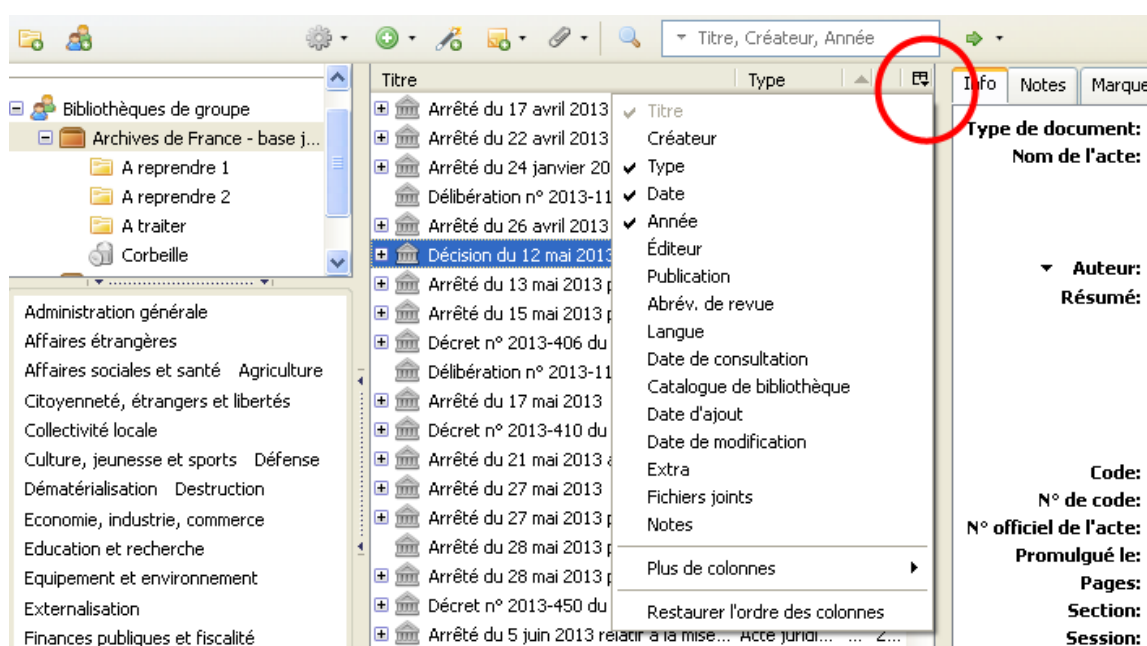 Titre, Créateur, Année
Bibliothèques de groupe
Archives de France - base j...
A reprendre 1
A reprendre 2
A traiter
Corbeille
Administration générale
Affaires étrangères
Affaires sociales et santé Agriculture
Citoyenneté, étrangers et libertés
Collectivité locale
Culture, jeunesse et sports Défense
Dématérialisation Destruction
Economie, industrie, commerce
Education et recherche
Equipement et environnement
Externalisation
Finances publiques et fiscalité
Titre Type
Arrêté du 17 avril 2013
Arrêté du 22 avril 2013
Arrêté du 24 janvier 20
Délibération n° 2013-11
Arrêté du 26 avril 2013
Décision du 12 mai 2013
Arrêté du 13 mai 2013 p
Arrêté du 15 mai 2013 p
Décret n° 2013-406 du
Délibération n° 2013-11
Arrêté du 17 mai 2013
Décret n° 2013-410 du
Arrêté du 21 mai 2013 a
Arrêté du 27 mai 2013
Arrêté du 27 mai 2013 p
Arrêté du 28 mai 2013 p
Arrêté du 28 mai 2013 p
Décret n° 2013-450 du
Arrêté du 5 juin 2013 relatif à la mise... Acte juridi... ... 2...
Titre
Créateur
Type
Date
Année
Éditeur
Publication
Abrév. de revue
Langue
Date de consultation
Catalogue de bibliothèque
Date d'ajout
Date de modification
Extra
Fichiers joints
Notes
Plus de colonnes
Restaurer l'ordre des colonnes
Info Notes Marque
Type de document:
Nom de l'acte:
Auteur:
Résumé:
Code:
N° de code:
N° officiel de l'acte:
Promulgué le:
Pages:
Section:
Session: